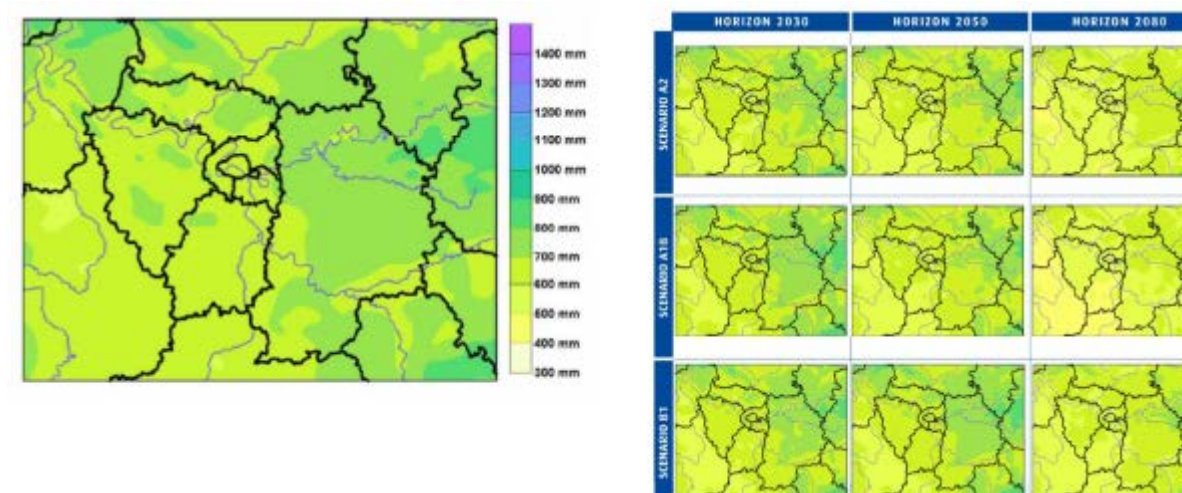 1400 mm
1300 mm
1200 mm
1100 mm
1000 mm
900 mm
800 mm
700 mm
600 mm
500 mm
400 mm
300 mm
HORIZON 2030
HORIZON 2050
HORIZON 2080
SCENARIO A2
SCENARIO A1B
SCENARIO B1